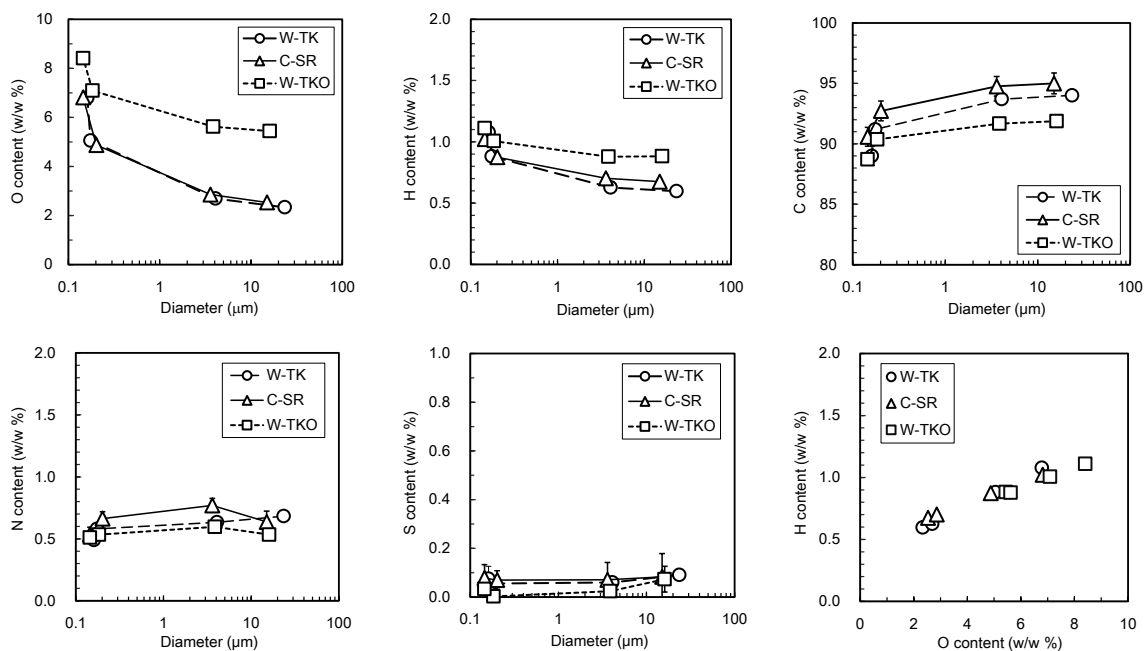 O content (w/w %)
10
8
6
4
2
0
0.1 1 10 100
Diameter (μm)
W-TK
C-SR
W-TKO
H content (w/w %)
2.0
1.5
1.0
0.5
0.0
0.1 1 10 100
Diameter (µm)
W-TK
C-SR
W-TKO
C content (w/w %)
100
95
90
85
80
0.1 1 10 100
Diameter (µm)
W-TK
C-SR
W-TKO
N content (w/w %)
2.0
1.5
1.0
0.5
0.0
0.1 1 10 100
Diameter (µm)
W-TK
C-SR
W-TKO
S content (w/w %)
1.0
0.8
0.6
0.4
0.2
0.0
0.1 1 10 100
Diameter (µm)
W-TK
C-SR
W-TKO
H content (w/w %)
2.0
1.5
1.0
0.5
0.0
0 2 4 6 8 10
O content (w/w %)
W-TK
C-SR
W-TKO